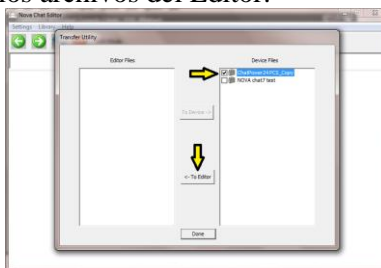 los archivos del Editor.
Nova Chat Editor
Settings Library Help
Transfer Utility
Editor Files
Device Files
NOVA chat7 test
To Device ->
<- To Editor
Done